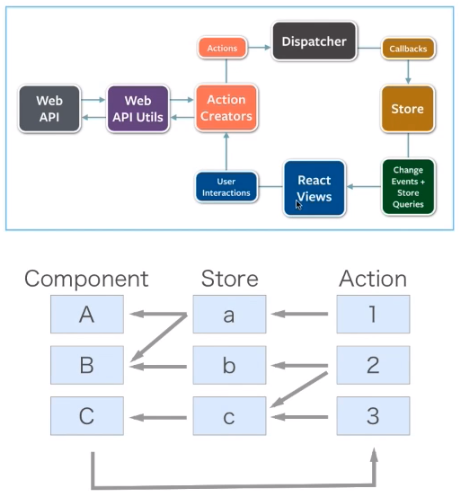 Actions
Dispatcher
Callbacks
Web
API
Web
API Utils
Action
Creators
Store
User
Interactions
React
Views
Change
Events +
Store
Queries
Component
Store
Action
A
a
1
B
b
2
C
c
3